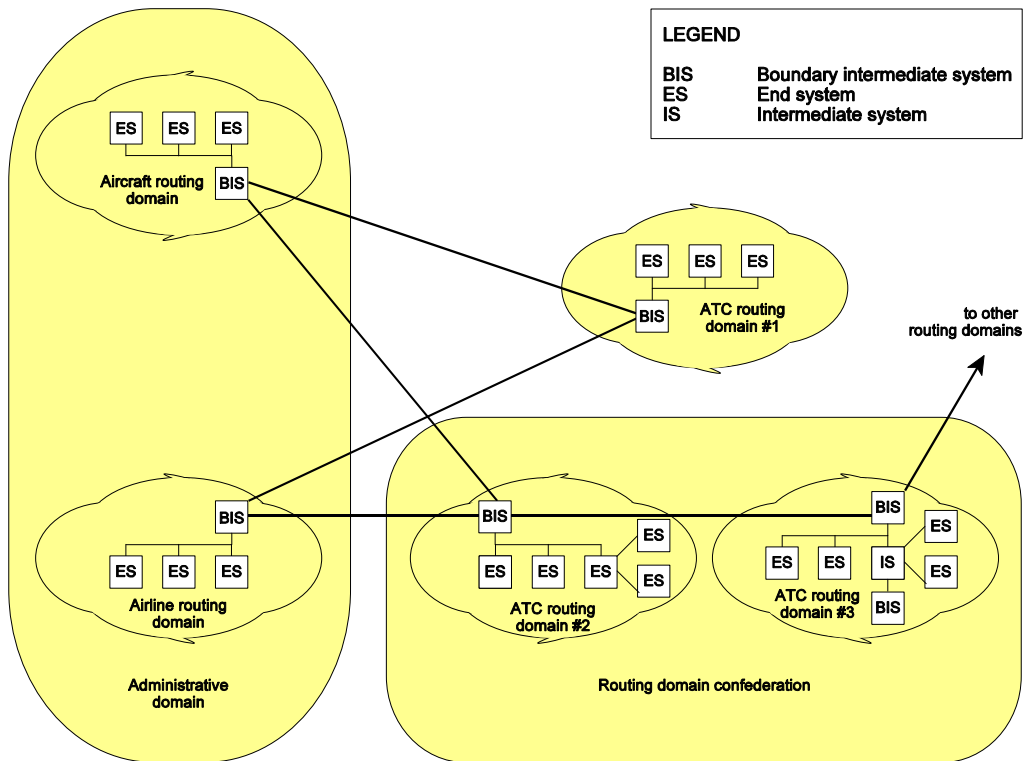 LEGEND
BIS Boundary intermediate system
ES End system
IS Intermediate system
ES ES ES
Aircraft routing
domain
BIS
ES ES ES
BIS
ATC routing
domain #1
to other
routing domains
BIS
ES ES ES
Airline routing
domain
Administrative
domain
BIS
ES ES ES
ES
ES
ATC routing
domain #2
BIS
ES ES IS
ES
ES
ATC routing
domain #3
BIS
Routing domain confederation